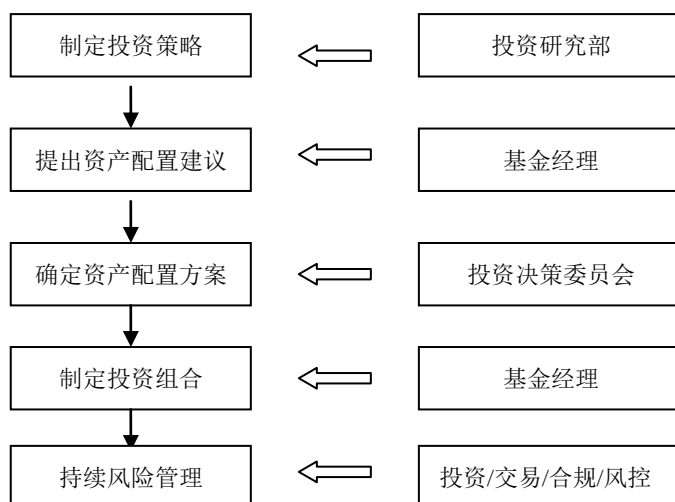 制定投资策略
投资研究部
提出资产配置建议
基金经理
确定资产配置方案
投资决策委员会
制定投资组合
基金经理
持续风险管理
投资/交易/合规/风控